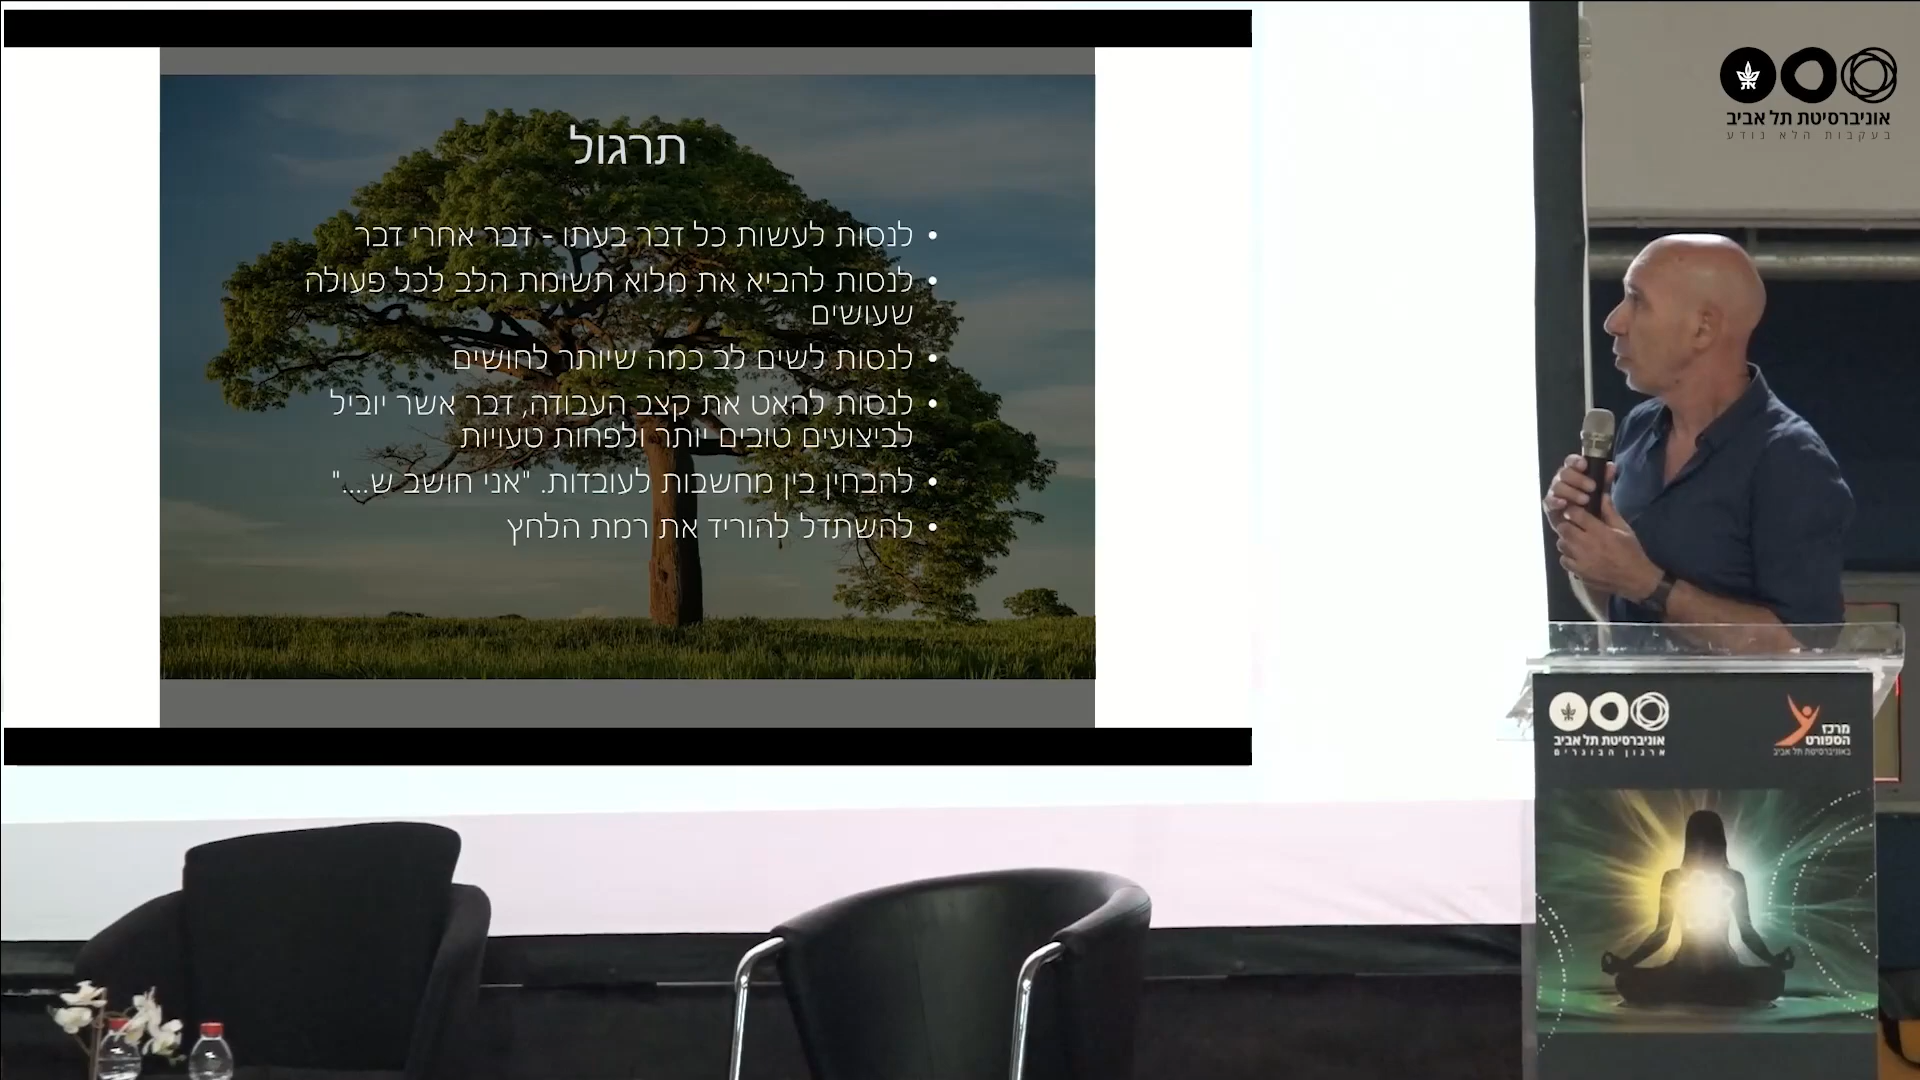 תרגול
• לנסות לעשות כל דבר בעתו - דבר אחרי דבר
• לנסות להביא את מלוא תשומת הלב לכל פעולה
שעושים
• לנסות לשים לב כמה שיותר לחושים
• לנסות להאט את קצב העבודה, דבר אשר יוביל
לביצועים טובים יותר ולפחות טעויות
• להבחין בין מחשבות לעובדות. "אני חושב ש...."
• להשתדל להוריד את רמת הלחץ
אוניברסיטת תל אביב
בעקבות הלא נודע
אוניברסיטת תל אביב
ארגון הבוגרים
מרכז
הספורט
באוניברסיטת תל אביב